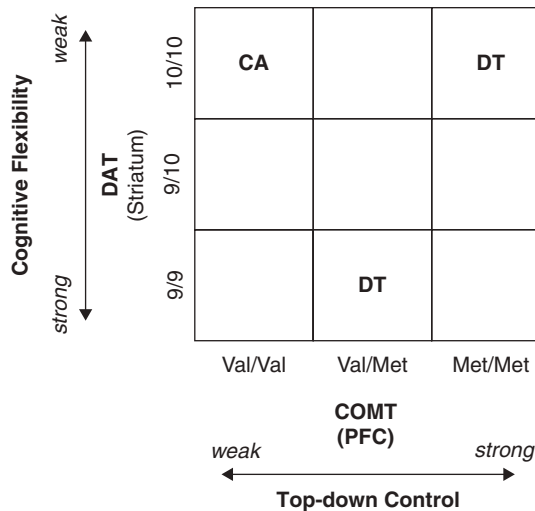 Cognitive Flexibility
weak
strong
DAT
(Striatum)
10/10
9/10
9/9
CA
DT
DT
Val/Val
Val/Met
Met/Met
COMT
(PFC)
weak
strong
Top-down Control